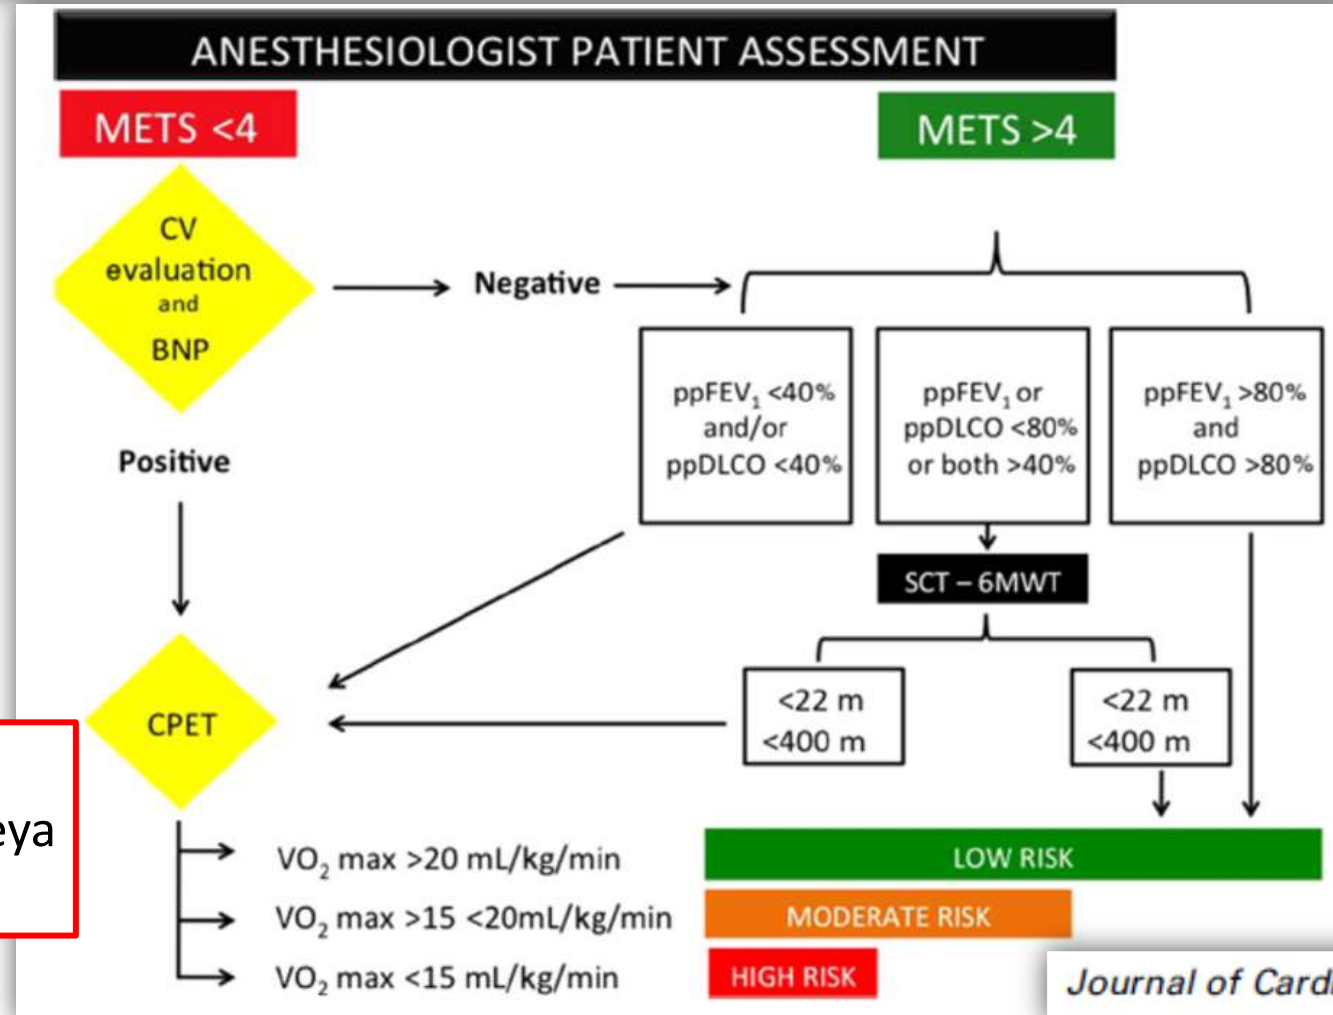 ANESTHESIOLOGIST PATIENT ASSESSMENT
METS <4
METS >4
CV
evaluation
and
BNP
Negative
Positive
ppFEV₁ <40%
and/or
ppDLCO <40%
ppFEV₁ or
ppDLCO <80%
or both >40%
ppFEV₁ >80%
and
ppDLCO >80%
SCT – 6MWT
<22 m
<400 m
<22 m
<400 m
CPET
eya
VO₂ max >20 mL/kg/min
LOW RISK
VO₂ max >15 <20mL/kg/min
MODERATE RISK
VO₂ max <15 mL/kg/min
HIGH RISK
Journal of Card